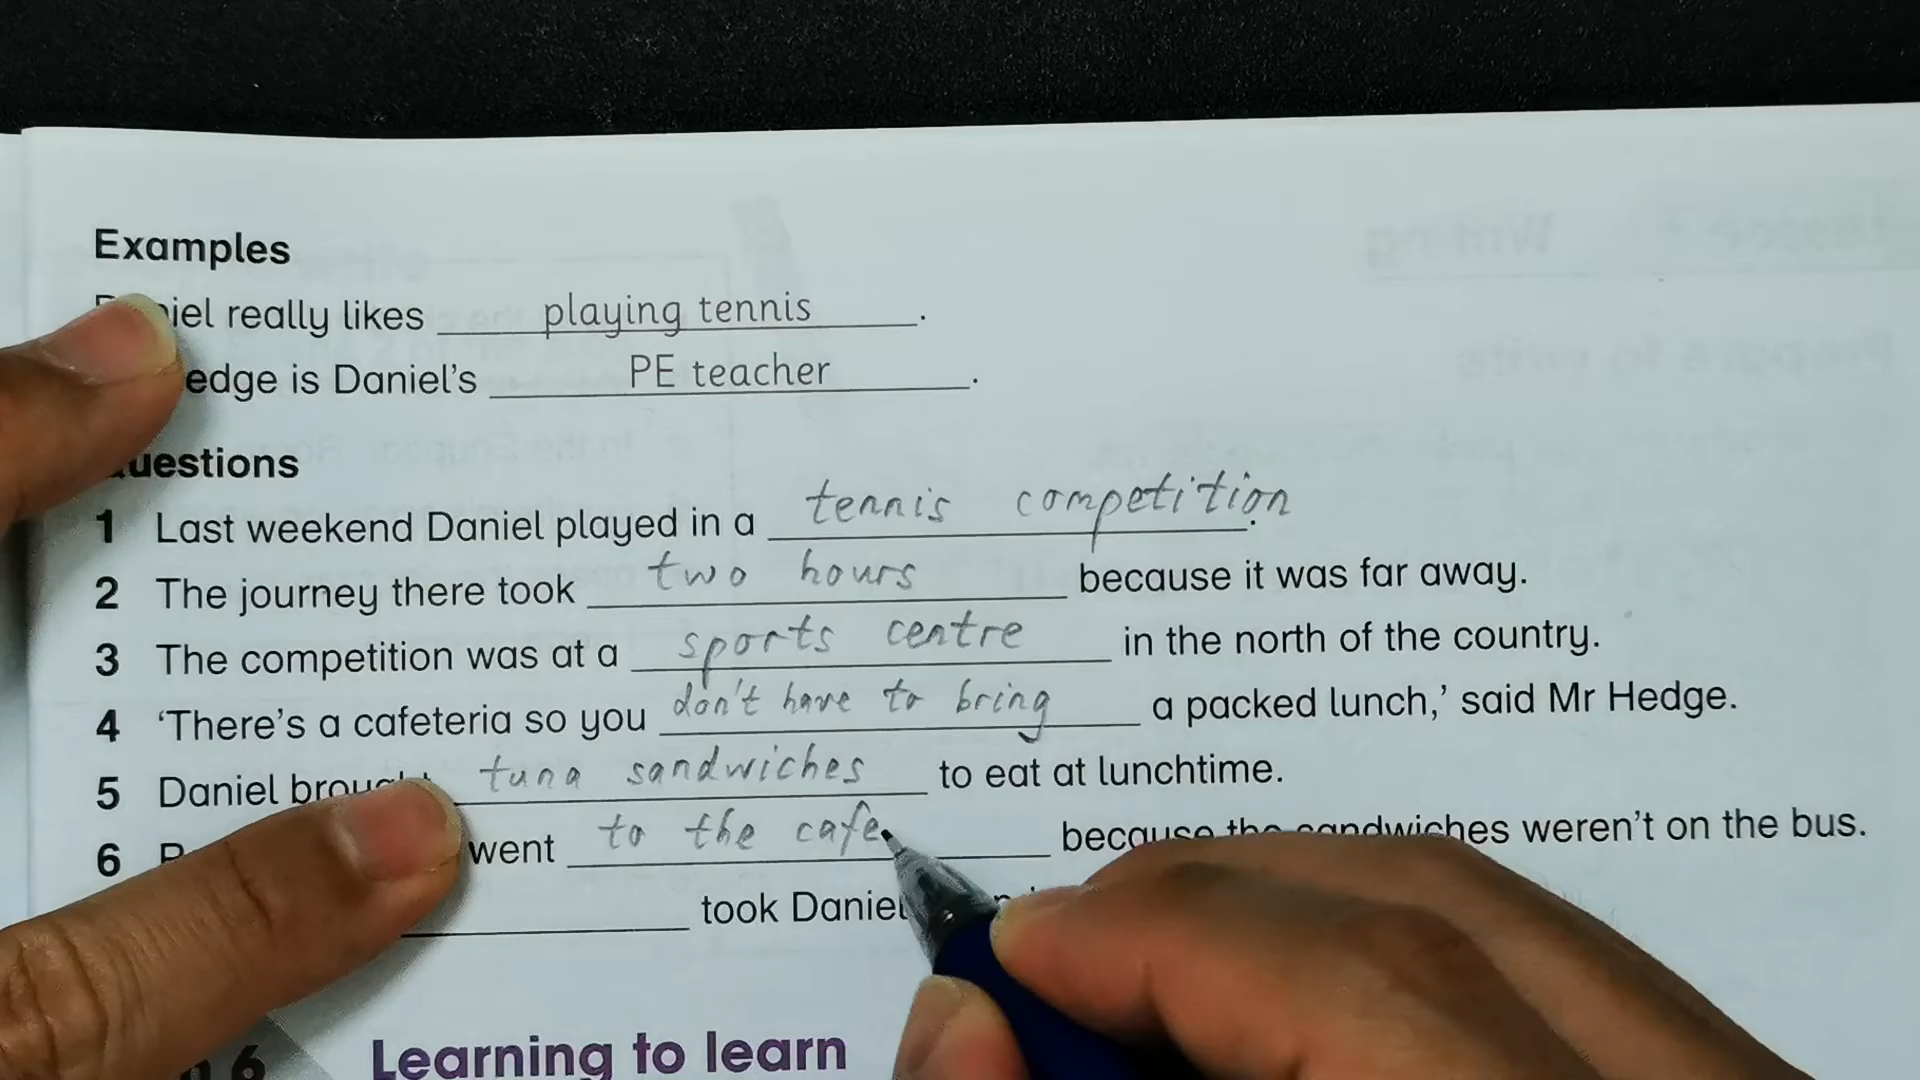 Examples
iel really likes playing tennis.
edge is Daniel's PE teacher.
uestions
1 Last weekend Daniel played in a tennis competition.
2 The journey there took two hours because it was far away.
3 The competition was at a sports centre in the north of the country.
4 'There's a cafeteria so you don't have to bring a packed lunch,' said Mr Hedge.
5 Daniel brought tuna sandwiches to eat at lunchtime.
6 went to the cafe because the sandwiches weren't on the bus.
took Daniel
6 Learning to learn